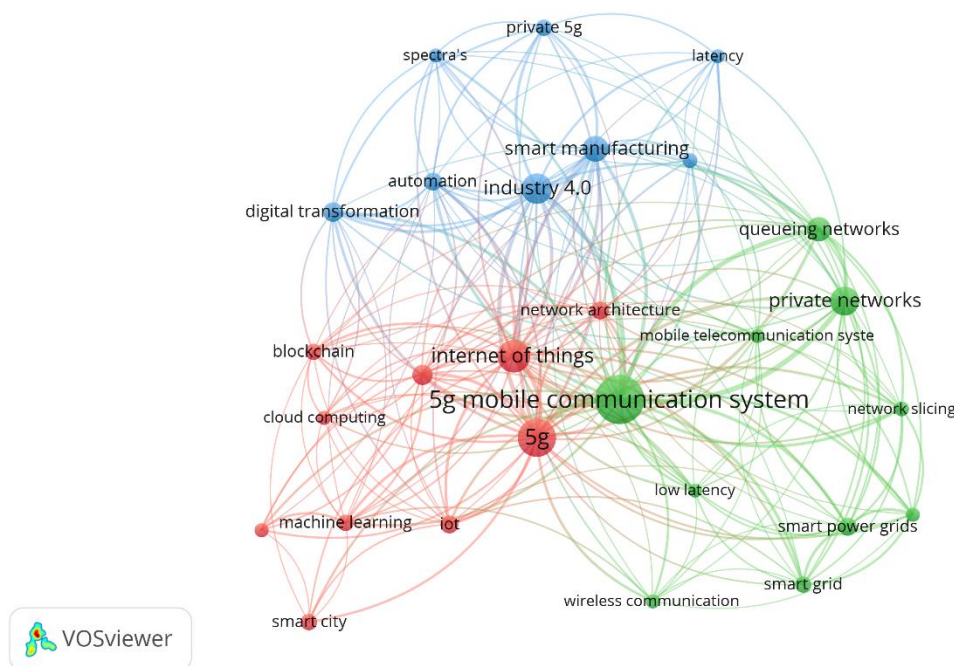 private 5g
spectra's
latency
smart manufacturing
automation
industry 4.0
digital transformation
queueing networks
private networks
network architecture
mobile telecommunication syste
blockchain
internet of things
5g mobile communication system
cloud computing
network slicing
5g
low latency
machine learning
iot
smart power grids
smart grid
wireless communication
smart city
VOSviewer